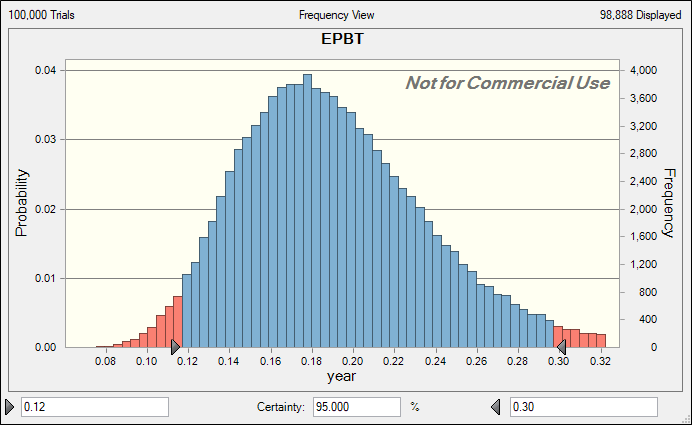 100,000 Trials Frequency View 98,888 Displayed
EPBT
Not for Commercial Use
0.04 4,000
3,600
3,200
0.03
2,800
2,400
Probability Frequency
0.02 2,000
1,600
1,200
0.01
800
400
0.00 0
0.08 0.10 0.12 0.14 0.16 0.18 0.20 0.22 0.24 0.26 0.28 0.30 0.32
year
0.12 Certainty: 95.000 % 0.30